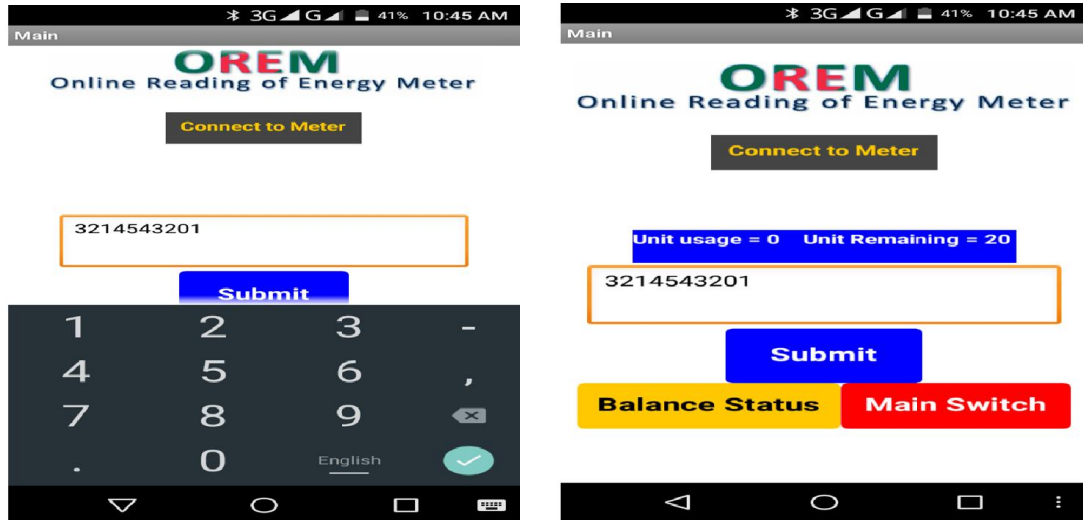 3G G 41% 10:45 AM
Main
OREM
Online Reading of Energy Meter
Connect to Meter
3214543201
Submit
1 2 3 -
4 5 6 ,
7 8 9
. 0 English
3G G 41% 10:45 AM
Main
OREM
Online Reading of Energy Meter
Connect to Meter
Unit usage = 0 Unit Remaining = 20
3214543201
Submit
Balance Status Main Switch